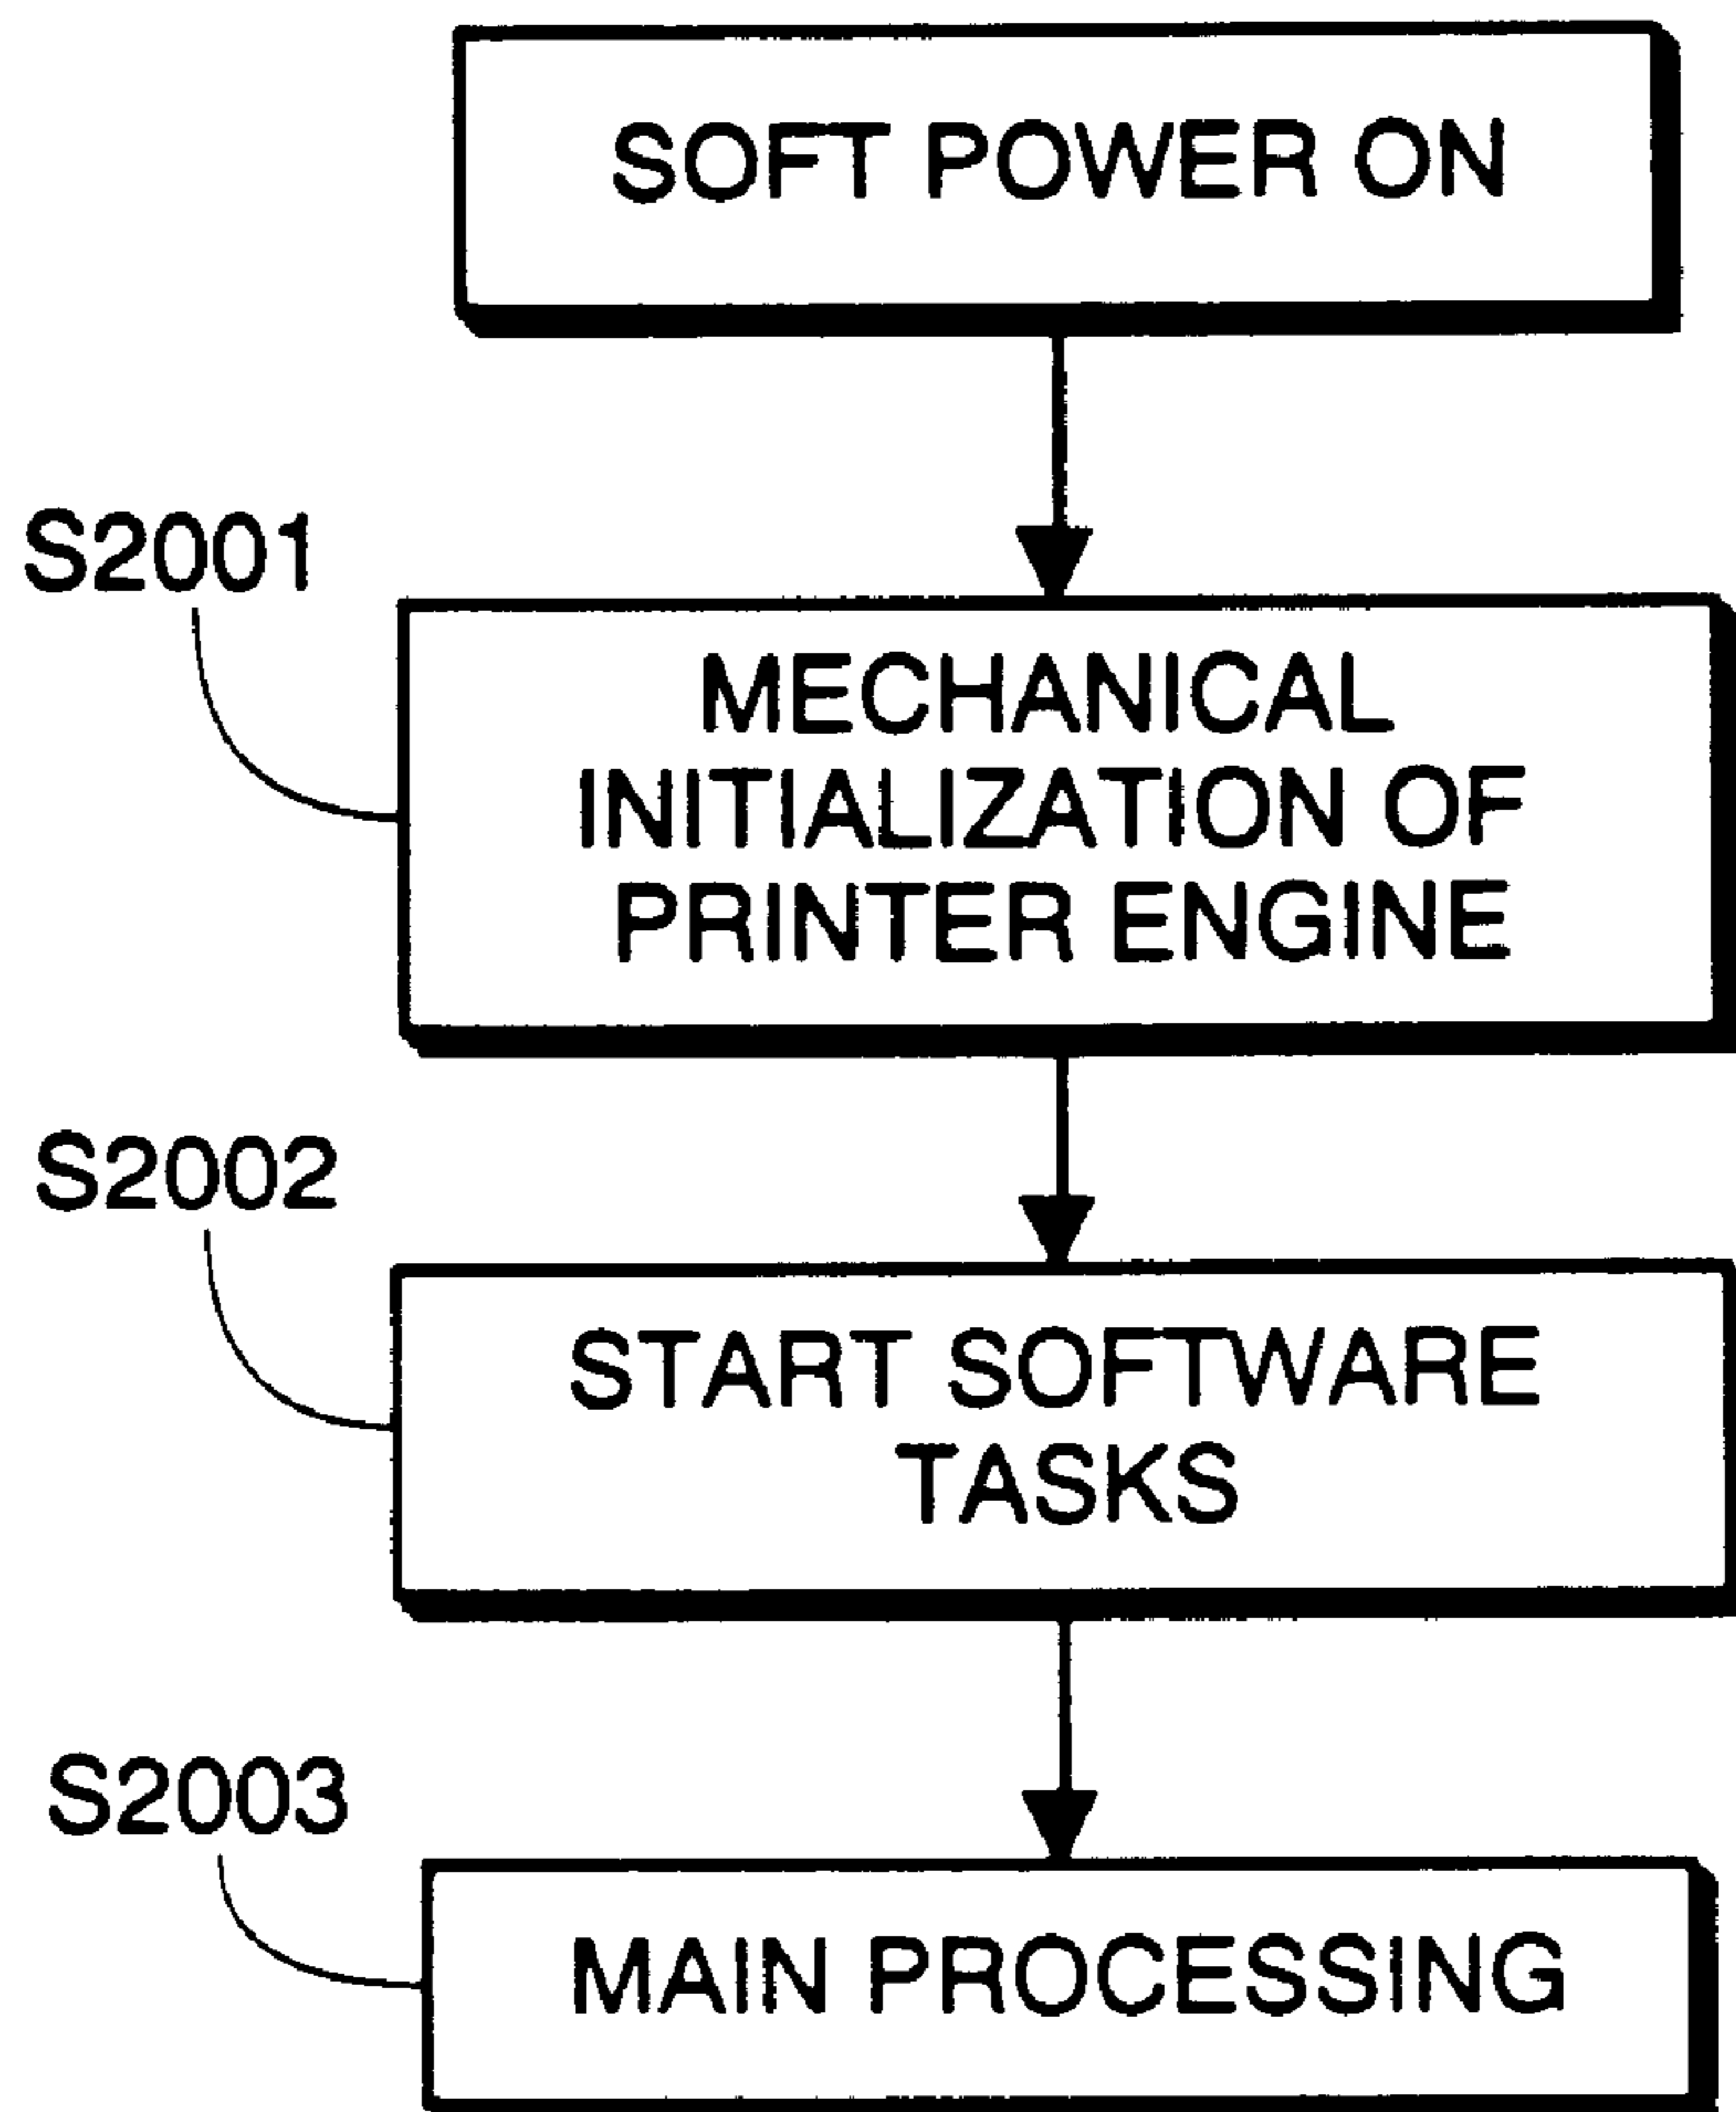 SOFT POWER ON
S2001
MECHANICAL
INITIALIZATION OF
PRINTER ENGINE
S2002
START SOFTWARE
TASKS
S2003
MAIN PROCESSING